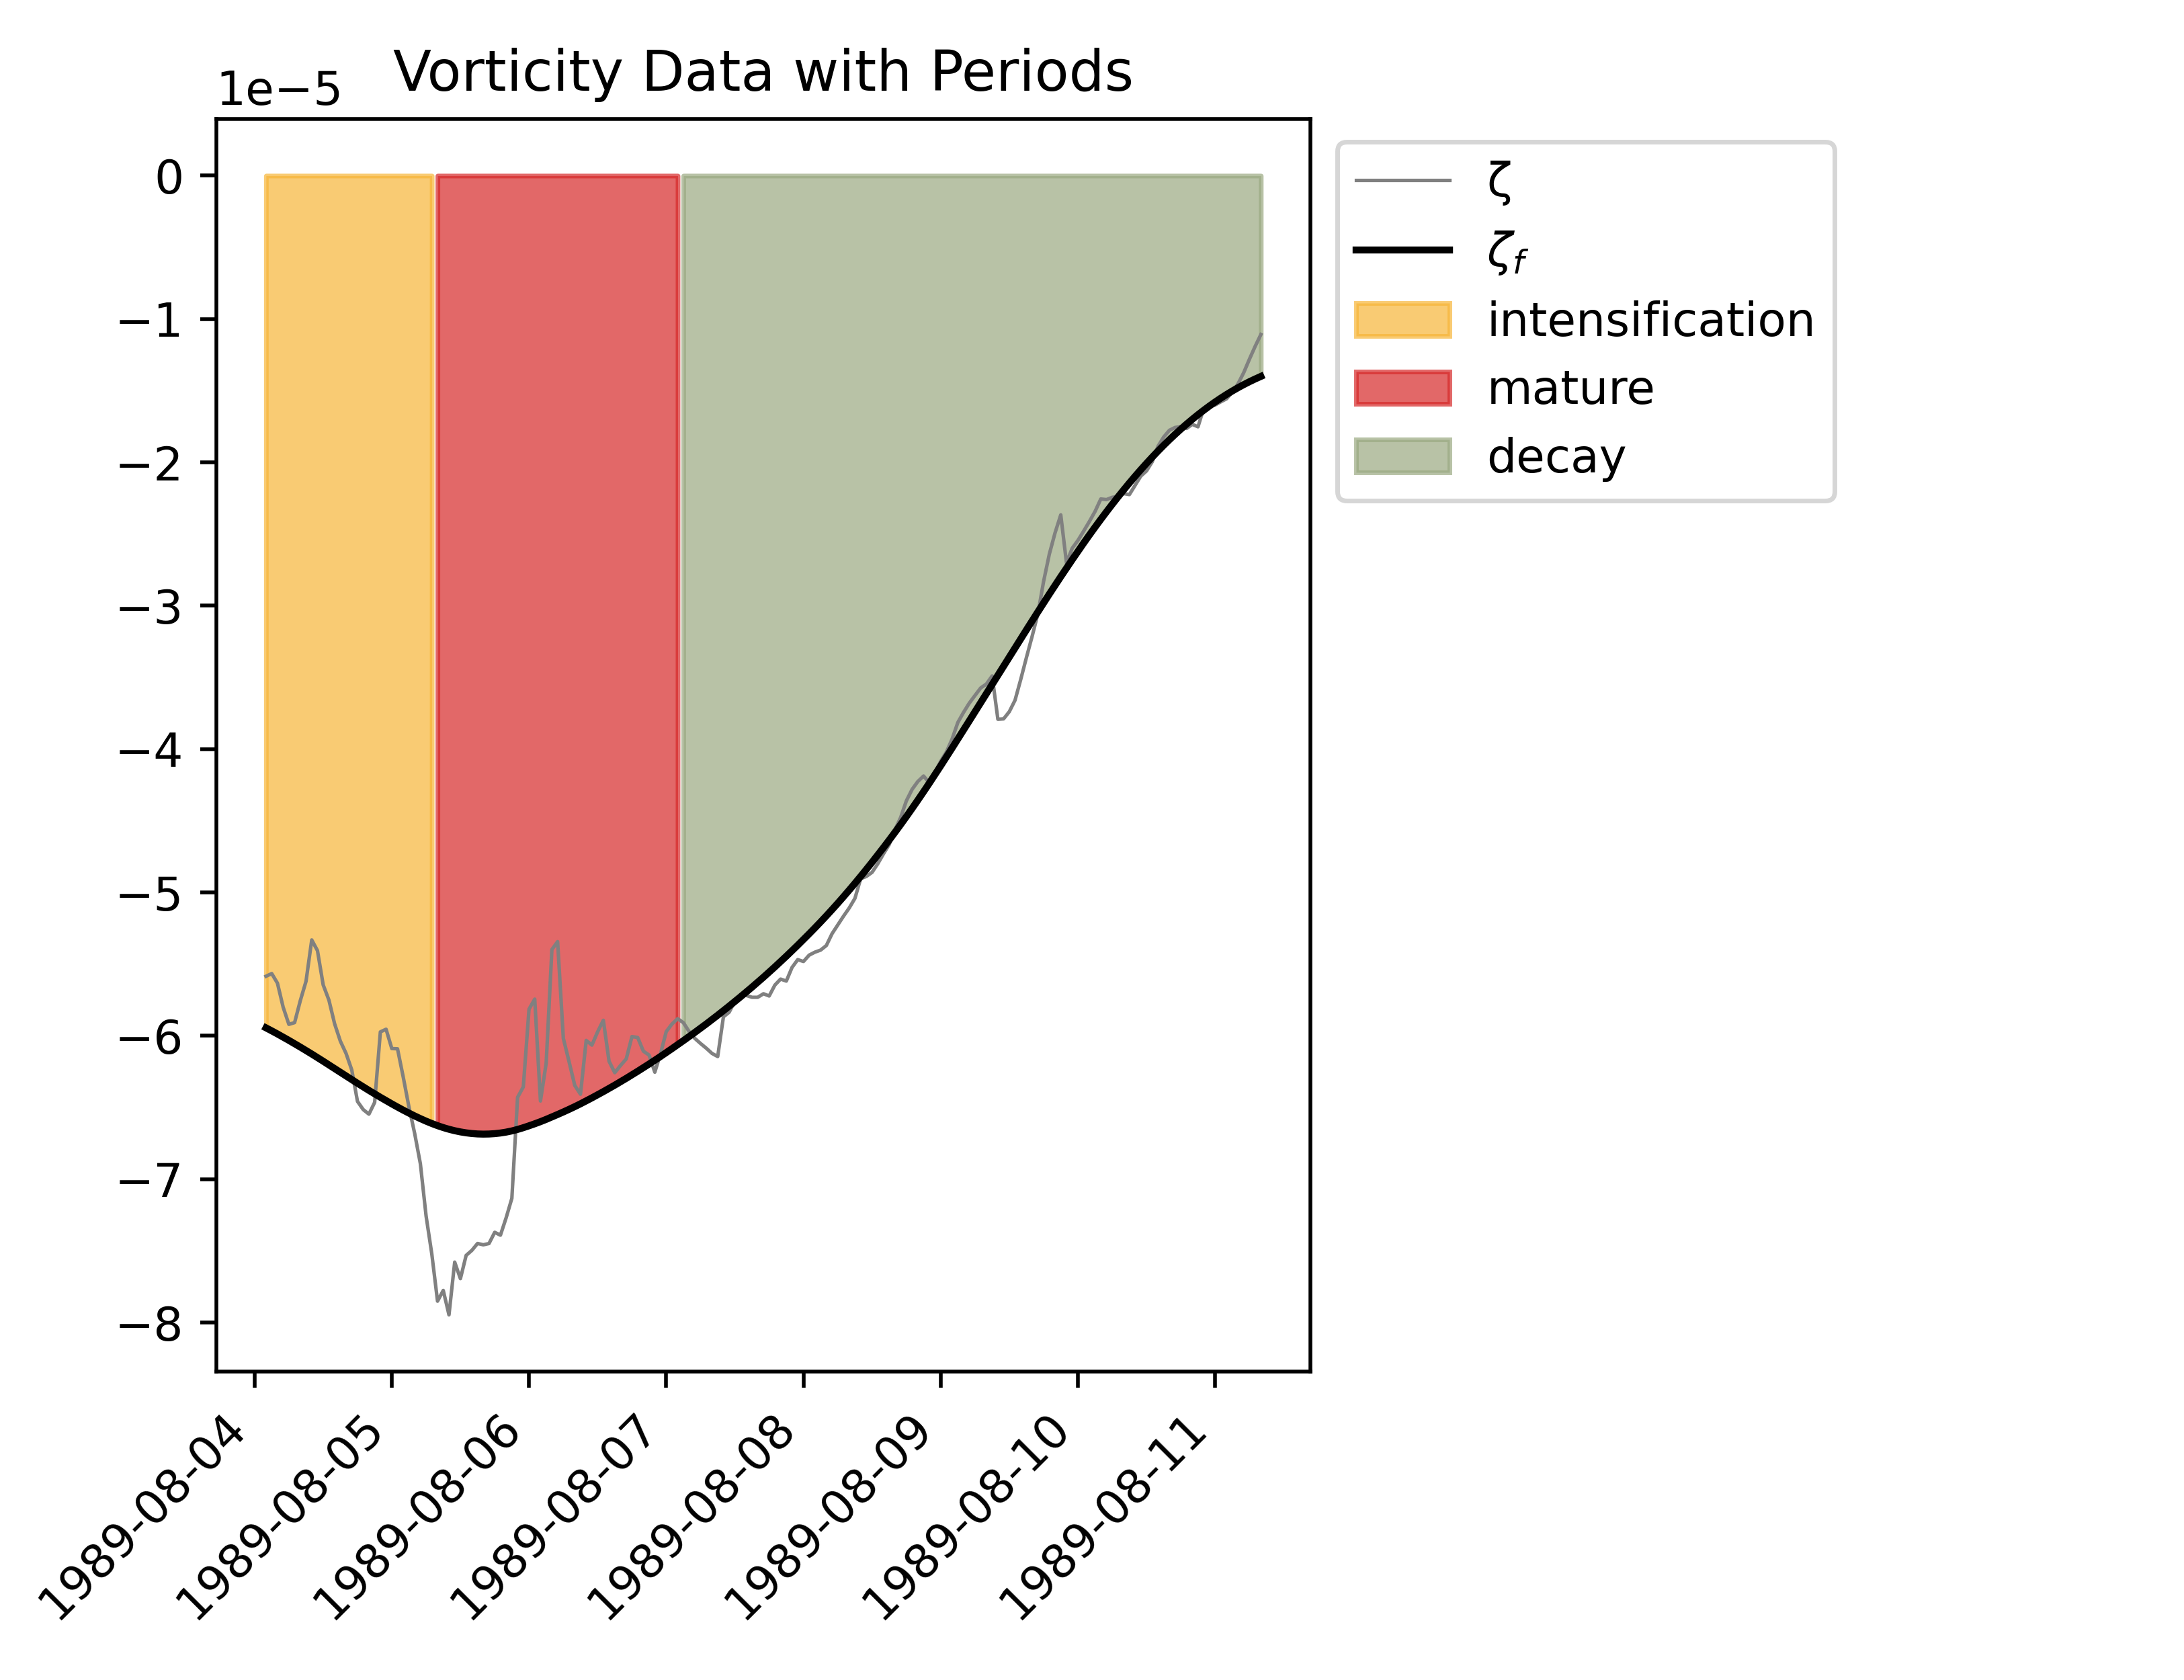 Vorticity Data with Periods
1e−5
0
−1
−2
−3
−4
−5
−6
−7
−8
1989-08-04
1989-08-05
1989-08-06
1989-08-07
1989-08-08
1989-08-09
1989-08-10
1989-08-11
ζ
ζf
intensification
mature
decay